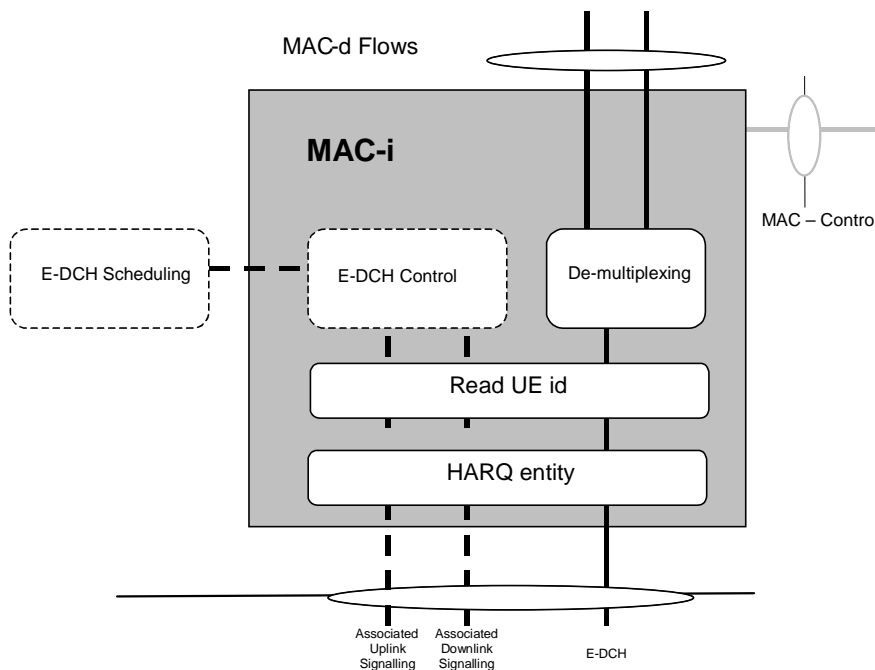 MAC-d Flows
MAC-i
MAC – Control
E-DCH Scheduling
E-DCH Control
De-multiplexing
Read UE id
HARQ entity
Associated
Uplink
Signalling
Associated
Downlink
Signalling
E-DCH